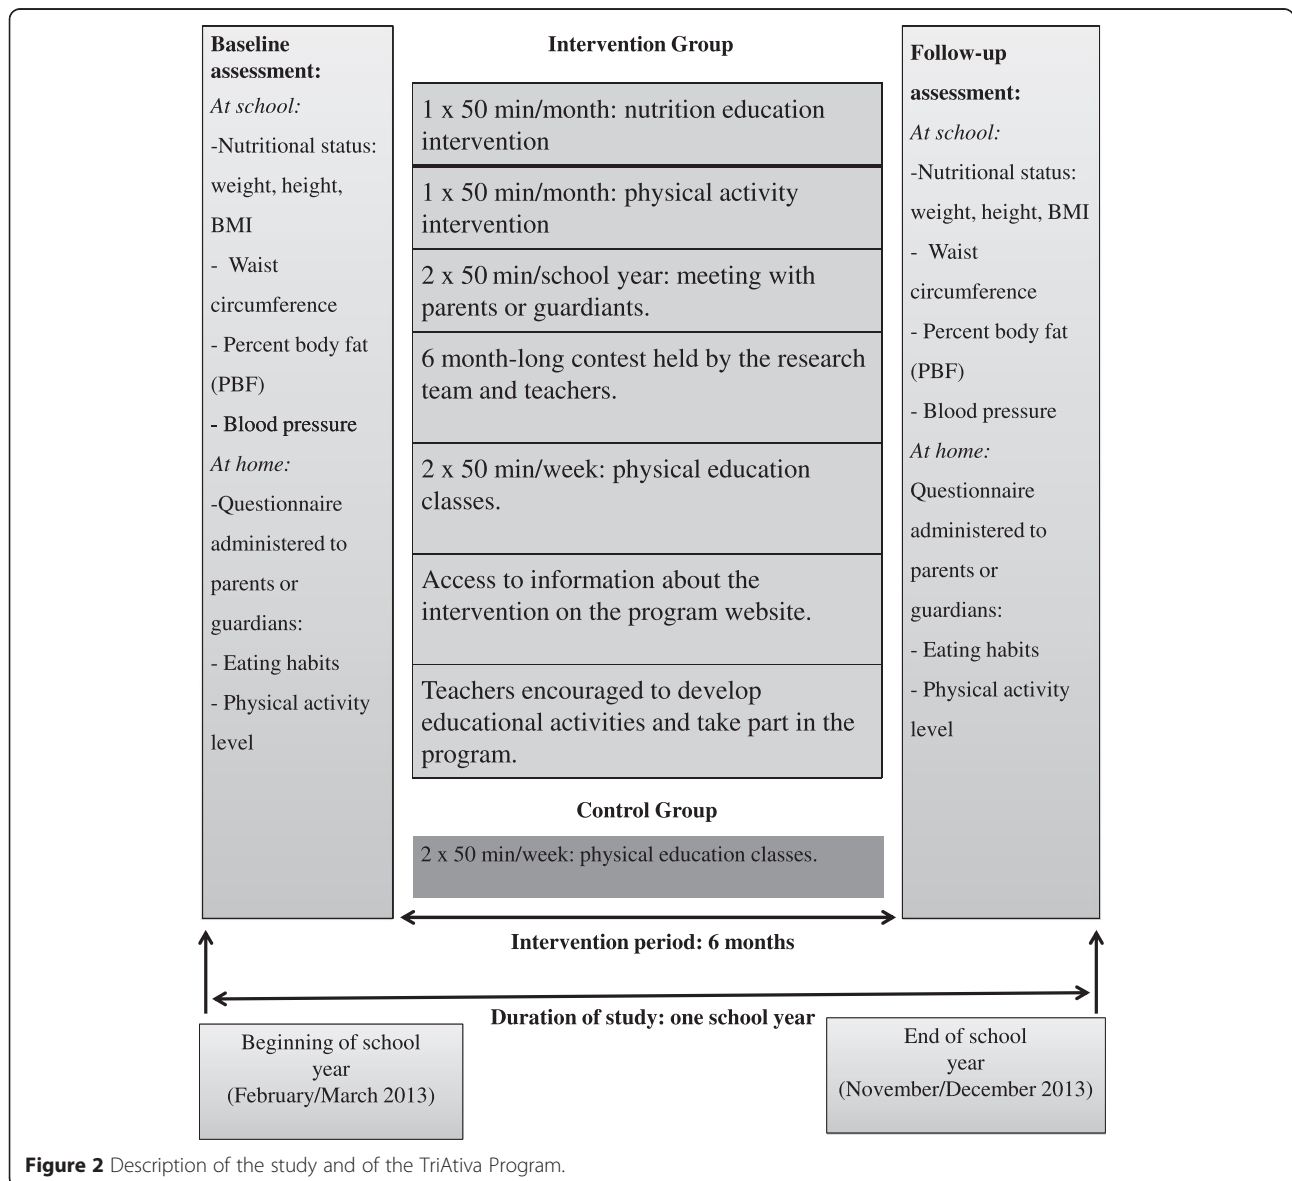 Baseline
assessment:
At school:
-Nutritional status:
weight, height,
BMI
- Waist
circumference
- Percent body fat
(PBF)
- Blood pressure
At home:
-Questionnaire
administered to
parents or
guardians:
- Eating habits
- Physical activity
level
Intervention Group
1 x 50 min/month: nutrition education
intervention
1 x 50 min/month: physical activity
intervention
2 x 50 min/school year: meeting with
parents or guardiants.
6 month-long contest held by the research
team and teachers.
2 x 50 min/week: physical education
classes.
Access to information about the
intervention on the program website.
Teachers encouraged to develop
educational activities and take part in the
program.
Control Group
2 x 50 min/week: physical education classes.
Follow-up
assessment:
At school:
-Nutritional status:
weight, height, BMI
- Waist
circumference
- Percent body fat
(PBF)
- Blood pressure
At home:
Questionnaire
administered to
parents or
guardians:
- Eating habits
- Physical activity
level
Intervention period: 6 months
Duration of study: one school year
Beginning of school
year
(February/March 2013)
End of school
year
(November/December 2013)
Figure 2 Description of the study and of the TriAtiva Program.